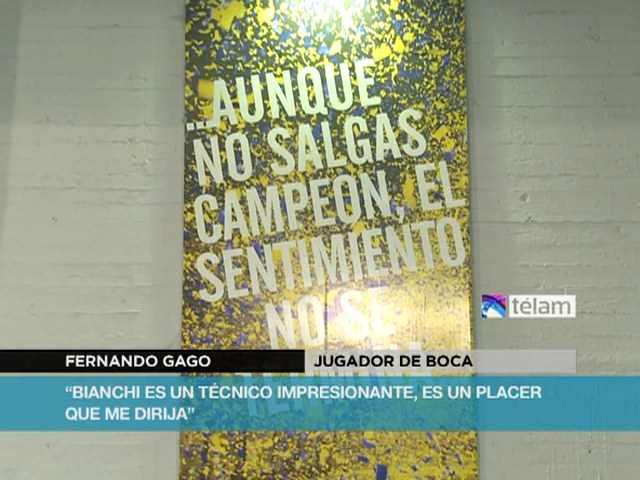 ...AUNQUE
NO SALGAS
CAMPEON, EL
SENTIMIENTO
NO SE
télam
FERNANDO GAGO
JUGADOR DE BOCA
“BIANCHI ES UN TÉCNICO IMPRESIONANTE, ES UN PLACER
QUE ME DIRIJA”